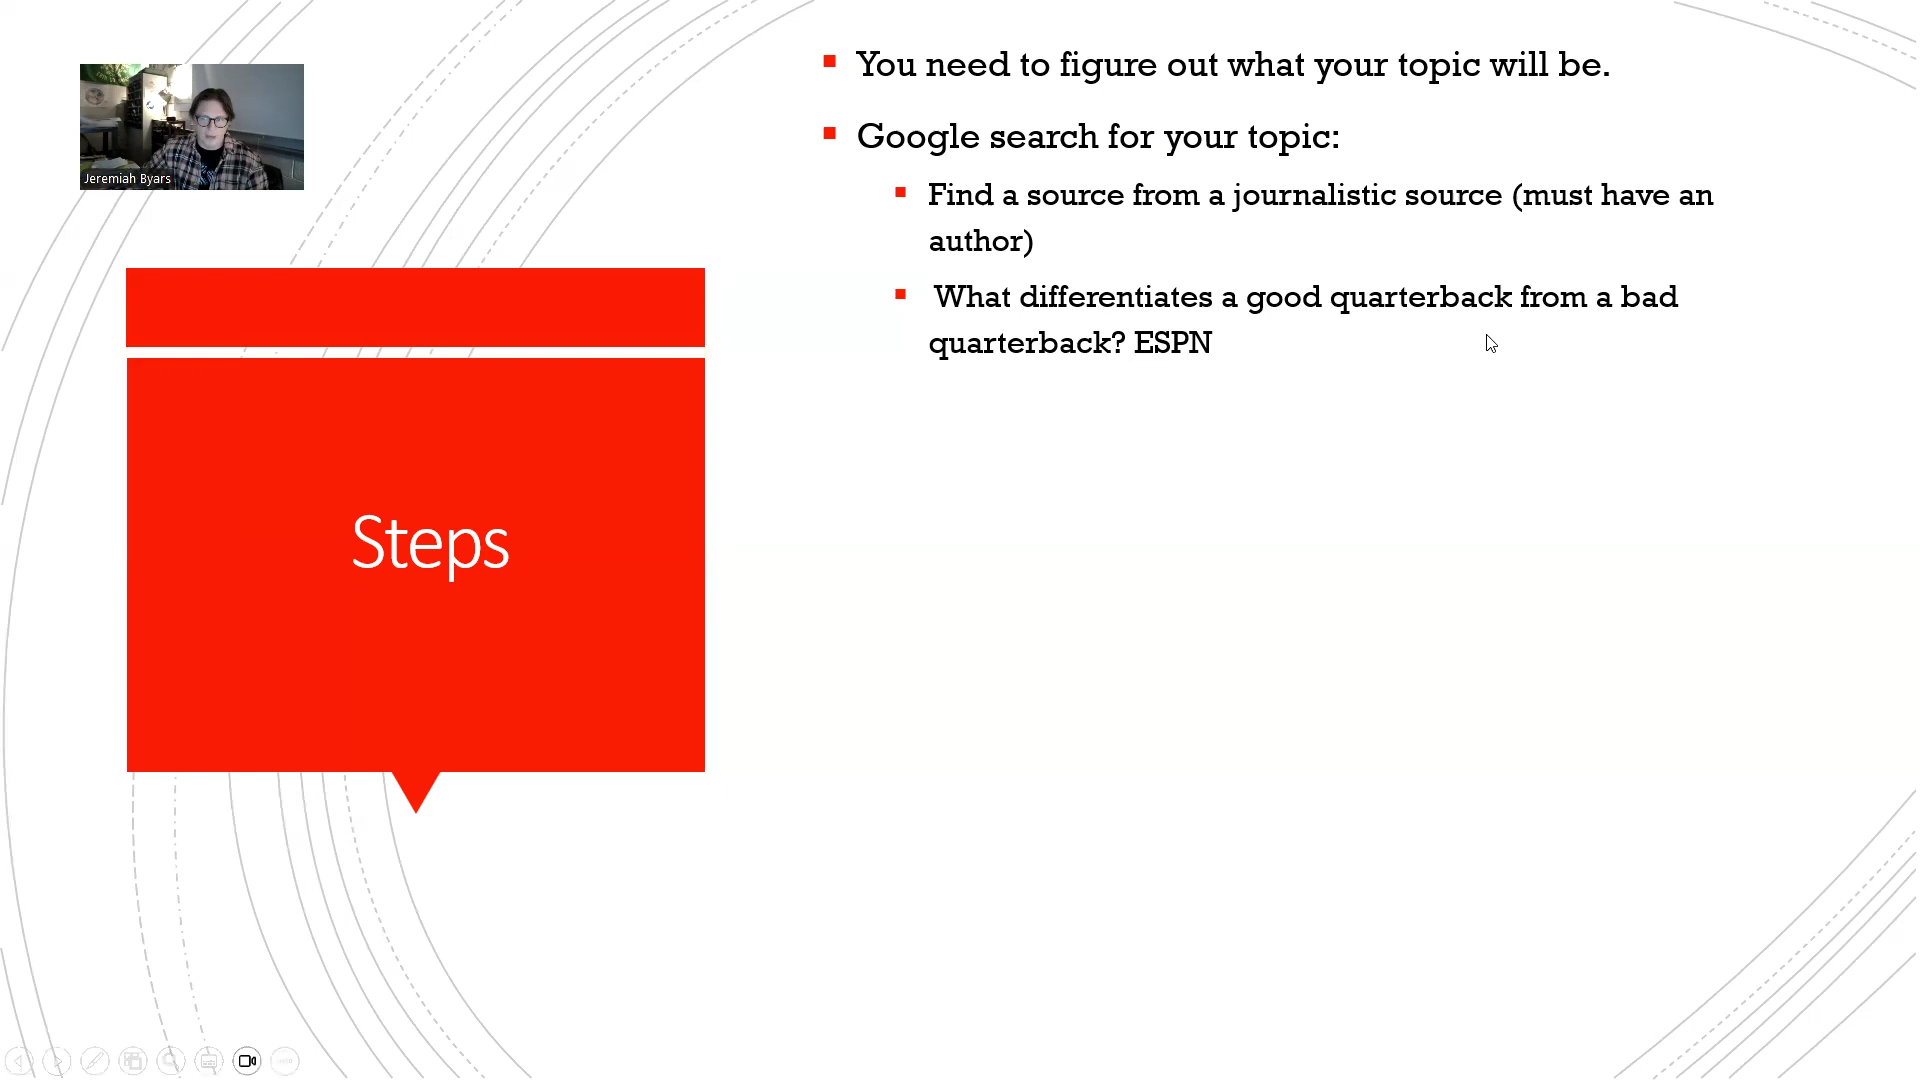 You need to figure out what your topic will be.
Google search for your topic:
Find a source from a journalistic source (must have an
author)
What differentiates a good quarterback from a bad
quarterback? ESPN
Jeremiah Byars
Steps